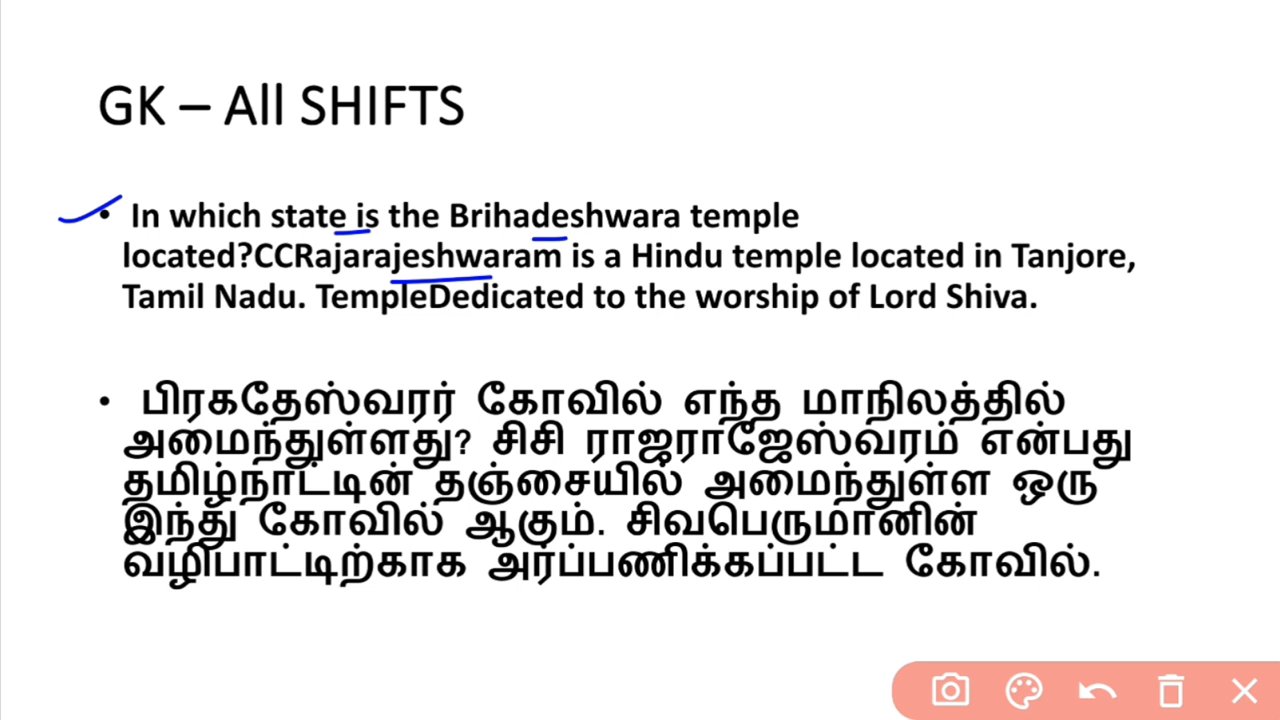 GK – All SHIFTS
• In which state is the Brihadeshwara temple
located?CCRajarajeshwaram is a Hindu temple located in Tanjore,
Tamil Nadu. TempleDedicated to the worship of Lord Shiva.
• பிரகதேஸ்வரர் கோவில் எந்த மாநிலத்தில்
அமைந்துள்ளது? சிசி ராஜராஜேஸ்வரம் என்பது
தமிழ்நாட்டின் தஞ்சையில் அமைந்துள்ள ஒரு
இந்து கோவில் ஆகும். சிவபெருமானின்
வழிபாட்டிற்காக அர்ப்பணிக்கப்பட்ட கோவில்.